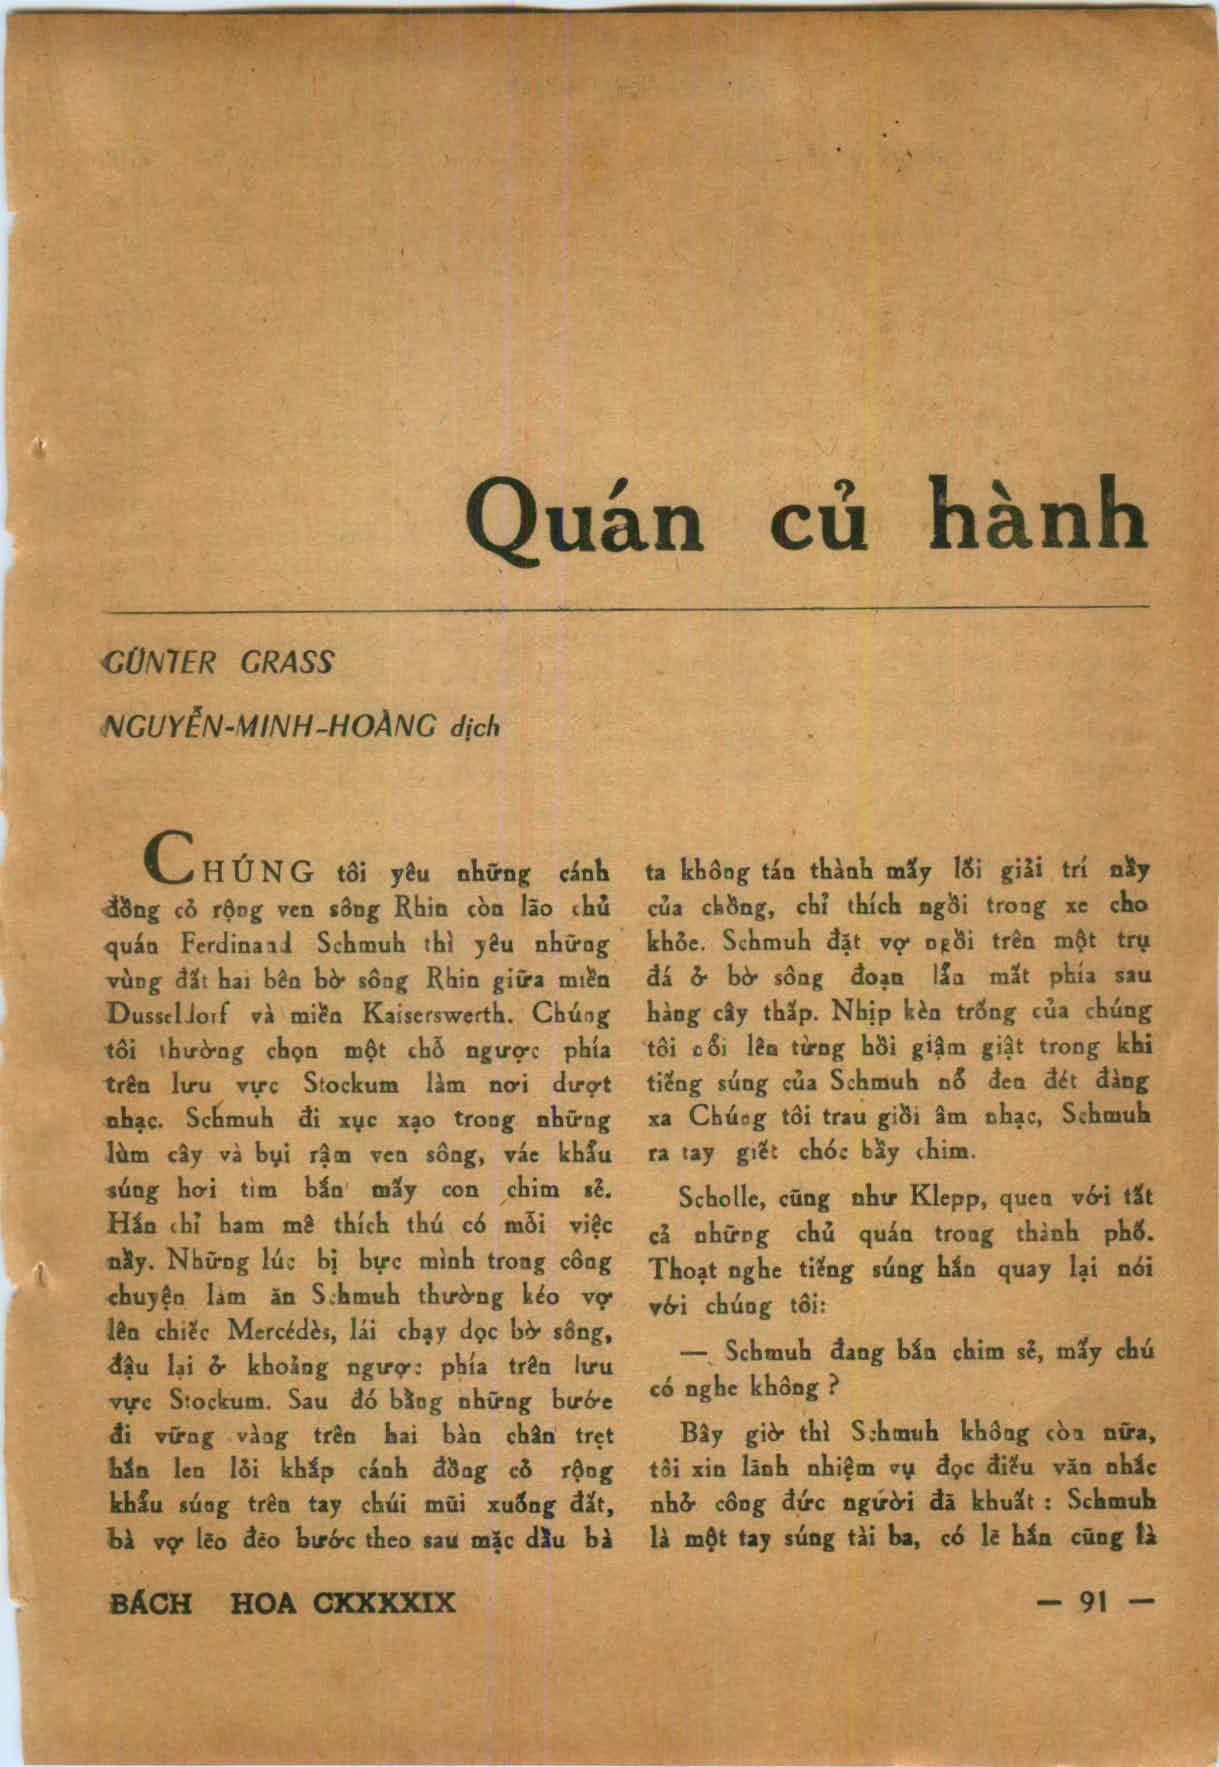 Quán củ hành
GÜNTER GRASS
NGUYỄN-MINH-HOÀNG dịch
CHÚNG tôi yêu những cánh
đồng cỏ rộng ven sông Rhin còn lão chủ
quán Ferdinand Schmuh thì yêu những
vùng đất hai bên bờ sông Rhin giữa miền
Dusseldorf và miền Kaiserswerth. Chúng
tôi thường chọn một chỗ ngược phía
trên lưu vực Stockum làm nơi dượt
nhạc. Schmuh đi xục xạo trong những
lùm cây và bụi rậm ven sông, vác khẩu
súng hơi tìm bắn mấy con chim sẻ.
Hắn chỉ ham mê thích thú có mỗi việc
nầy. Những lúc bị bực mình trong công
chuyện làm ăn Schmuh thường kéo vợ
lên chiếc Mercédès, lái chạy dọc bờ sông,
đậu lại ở khoảng ngược phía trên lưu
vực Stockum. Sau đó bằng những bước
đi vững vàng trên hai bàn chân trẹt
hắn len lỏi khắp cánh đồng cỏ rộng
khẩu súng trên tay chúi mũi xuống đất,
bà vợ lẽo đẽo bước theo sau mặc dầu bà
ta không tán thành mấy lối giải trí nầy
của chồng, chỉ thích ngồi trong xe cho
khỏe. Schmuh đặt vợ ngồi trên một trụ
đá ở bờ sông đoạn lẩn mất phía sau
hàng cây thấp. Nhịp kèn trống của chúng
tôi nổi lên từng hồi giậm giật trong khi
tiếng súng của Schmuh nổ đen đét đàng
xa Chúng tôi trau giồi âm nhạc, Schmuh
ra tay giết chóc bầy chim.
Scholle, cũng như Klepp, quen với tất
cả những chủ quán trong thành phố.
Thoạt nghe tiếng súng hắn quay lại nói
với chúng tôi:
— Schmuh đang bắn chim sẻ, mấy chú
có nghe không ?
Bây giờ thì Schmuh không còn nữa,
tôi xin lãnh nhiệm vụ đọc điếu văn nhắc
nhở công đức người đã khuất : Schmuh
là một tay súng tài ba, có lẽ hắn cũng là
BÁCH HOA CXXXXIX — 91 —